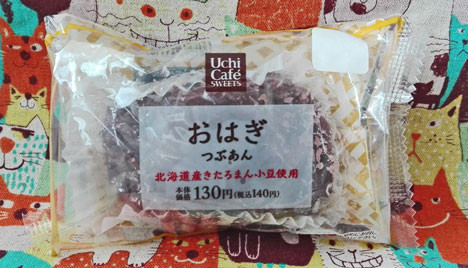 Uchi
Café
SWEETS
おはぎ
つぶあん
北海道産きたろまん小豆使用
本体
価格 130円(税込140円)